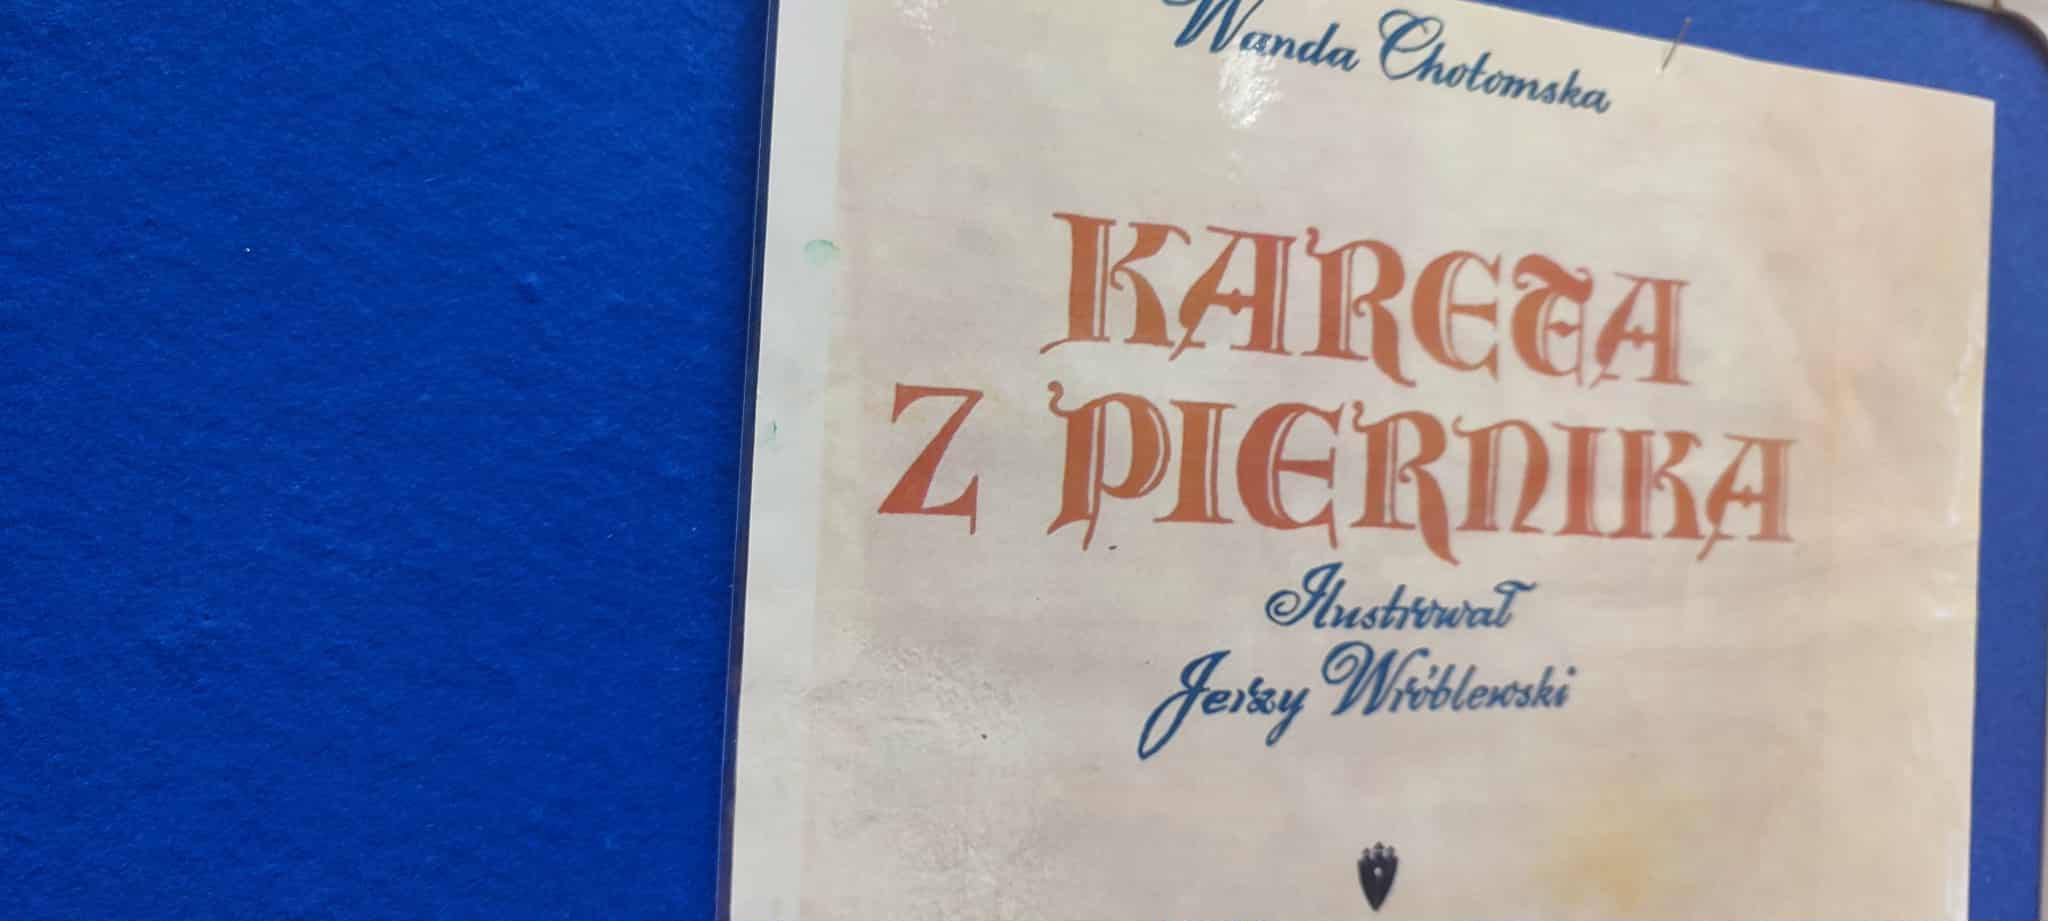 Wanda Chotomska
KARETA
Z PIERNIKA
Ilustrował
Jerzy Wróblewski